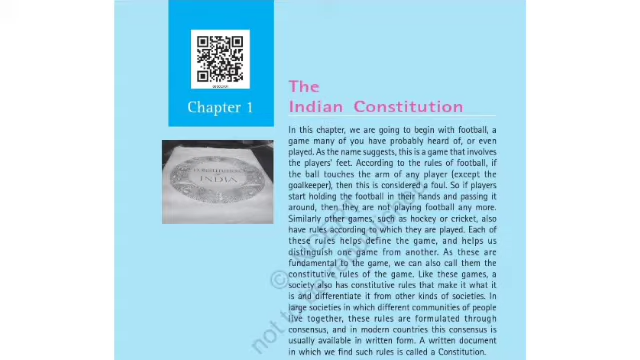 Chapter 1
The
Indian Constitution
In this chapter, we are going to begin with football, a
game many of you have probably heard of, or even
played. As the name suggests, this is a game that involves
the players' feet. According to the rules of football, if
the ball touches the arm of any player (except the
goalkeeper), then this is considered a foul. So if players
start holding the football in their hands and passing it
around, then they are not playing football any more.
Similarly other games, such as hockey or cricket, also
have rules according to which they are played. Each of
these rules helps define the game, and helps us
distinguish one game from another. As these are
fundamental to the game, we can also call them the
constitutive rules of the game. Like these games, a
society also has constitutive rules that make it what it
is and differentiate it from other kinds of societies. In
large societies in which different communities of people
live together, these rules are formulated through
consensus, and in modern countries this consensus is
usually available in written form. A written document
in which we find such rules is called a Constitution.
INDIA
not to be republished